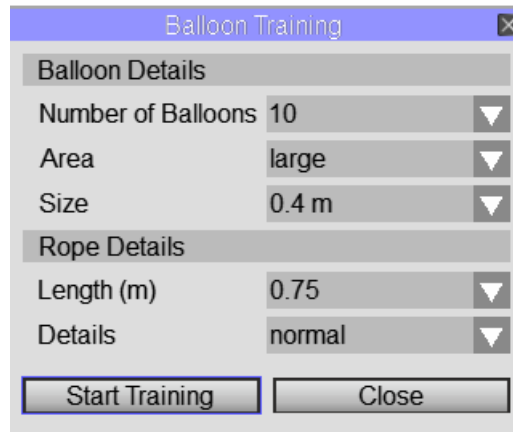 Balloon Training
Balloon Details
Number of Balloons 10
Area large
Size 0.4 m
Rope Details
Length (m) 0.75
Details normal
Start Training Close